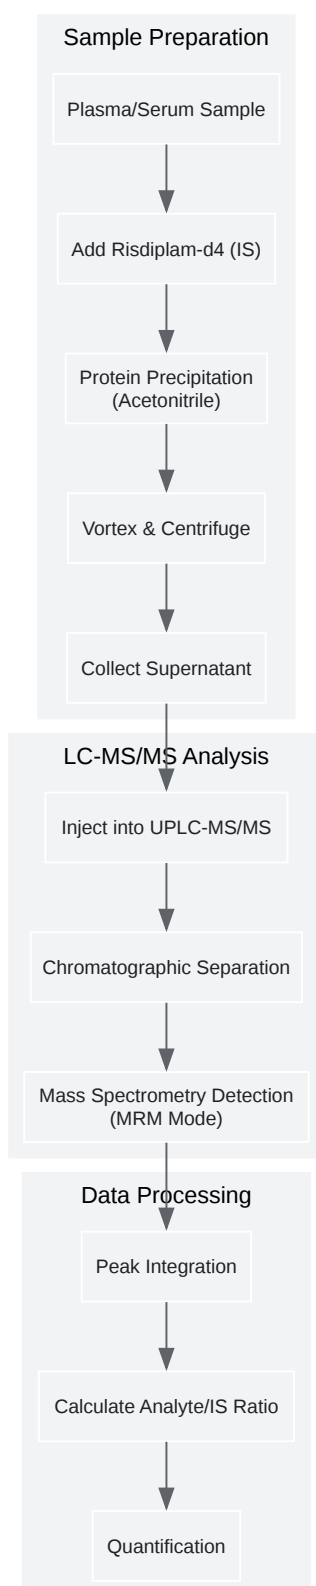 Sample Preparation
Plasma/Serum Sample
Add Risdiplam-d4 (IS)
Protein Precipitation
(Acetonitrile)
Vortex & Centrifuge
Collect Supernatant
LC-MS/MS Analysis
Inject into UPLC-MS/MS
Chromatographic Separation
Mass Spectrometry Detection
(MRM Mode)
Data Processing
Peak Integration
Calculate Analyte/IS Ratio
Quantification